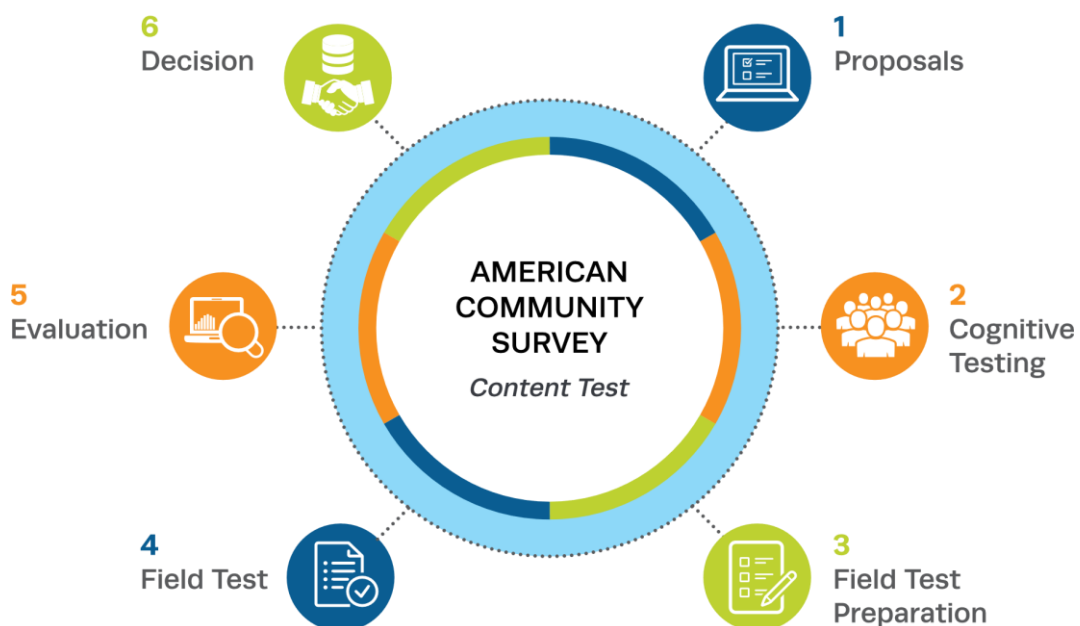 6
Decision
1
Proposals
AMERICAN
COMMUNITY
SURVEY
Content Test
5
Evaluation
2
Cognitive
Testing
4
Field Test
3
Field Test
Preparation